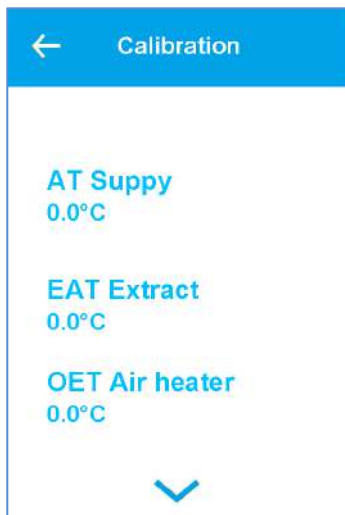 Calibration
AT Suppy
0.0°C
EAT Extract
0.0°C
OET Air heater
0.0°C